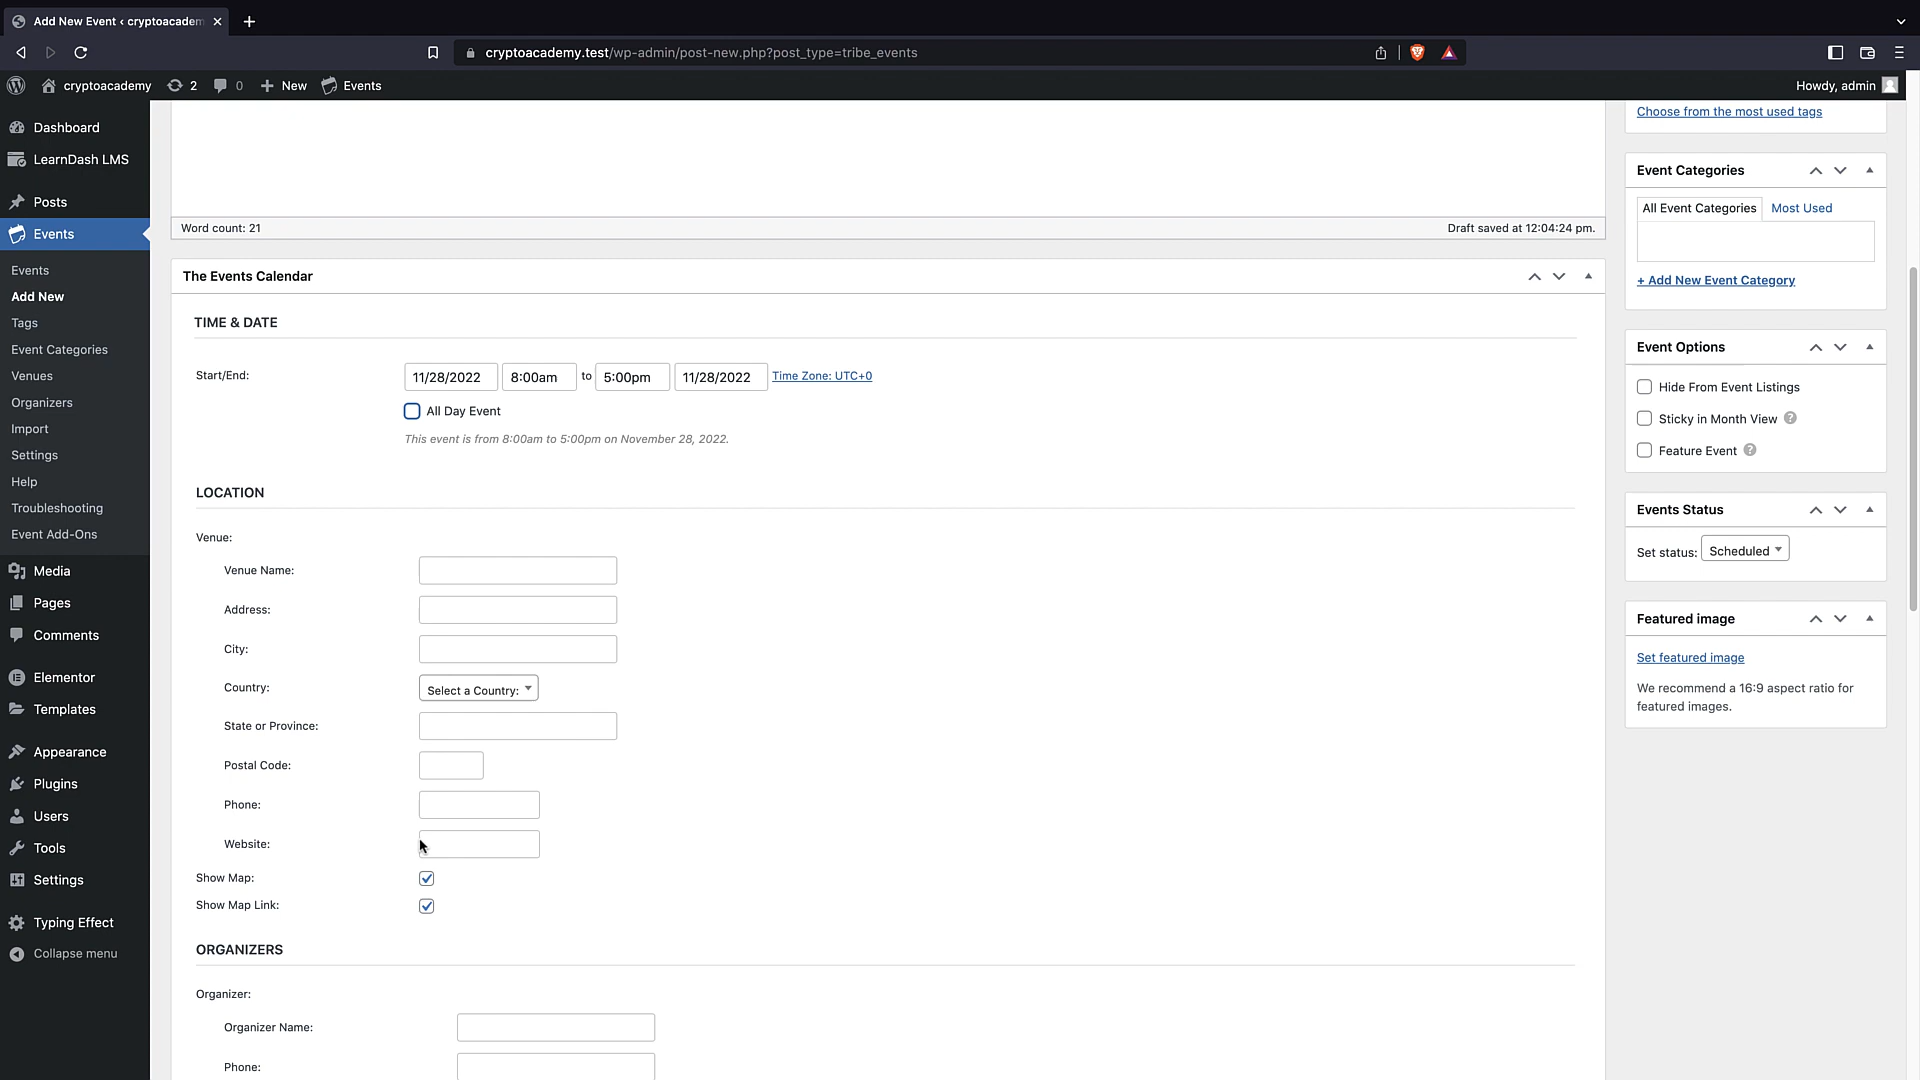 Add New Event ‹ cryptoacadem
cryptoacademy.test/wp-admin/post-new.php?post_type=tribe_events
cryptoacademy 2 0 New Events Howdy, admin
Dashboard
LearnDash LMS
Posts
Events
Events
Add New
Tags
Event Categories
Venues
Organizers
Import
Settings
Help
Troubleshooting
Event Add-Ons
Media
Pages
Comments
Elementor
Templates
Appearance
Plugins
Users
Tools
Settings
Typing Effect
Collapse menu
Word count: 21 Draft saved at 12:04:24 pm.
The Events Calendar
TIME & DATE
Start/End: 11/28/2022 8:00am to 5:00pm 11/28/2022 Time Zone: UTC+0
All Day Event
This event is from 8:00am to 5:00pm on November 28, 2022.
LOCATION
Venue:
Venue Name:
Address:
City:
Country: Select a Country:
State or Province:
Postal Code:
Phone:
Website:
Show Map:
Show Map Link:
ORGANIZERS
Organizer:
Organizer Name:
Phone:
Choose from the most used tags
Event Categories
All Event Categories Most Used
+ Add New Event Category
Event Options
Hide From Event Listings
Sticky in Month View ?
Feature Event ?
Events Status
Set status: Scheduled
Featured image
Set featured image
We recommend a 16:9 aspect ratio for
featured images.